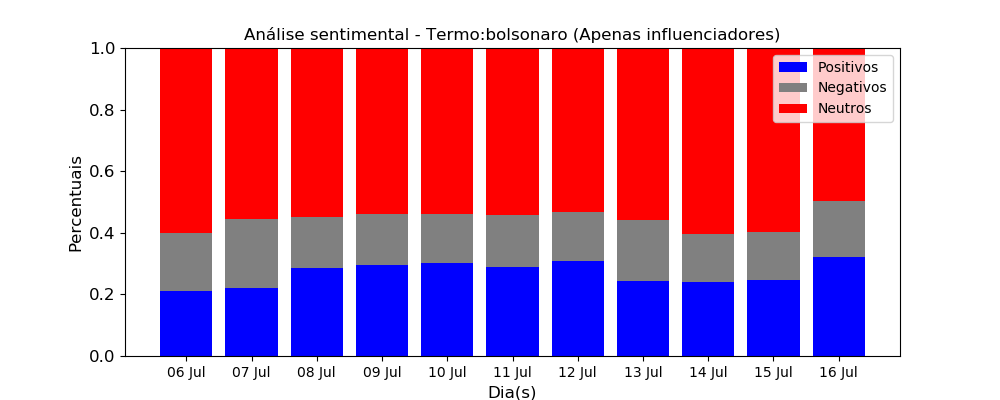 Análise sentimental - Termo:bolsonaro (Apenas influenciadores)
Positivos
Negativos
Neutros
Percentuais
1.0
0.8
0.6
0.4
0.2
0.0
06 Jul 07 Jul 08 Jul 09 Jul 10 Jul 11 Jul 12 Jul 13 Jul 14 Jul 15 Jul 16 Jul
Dia(s)